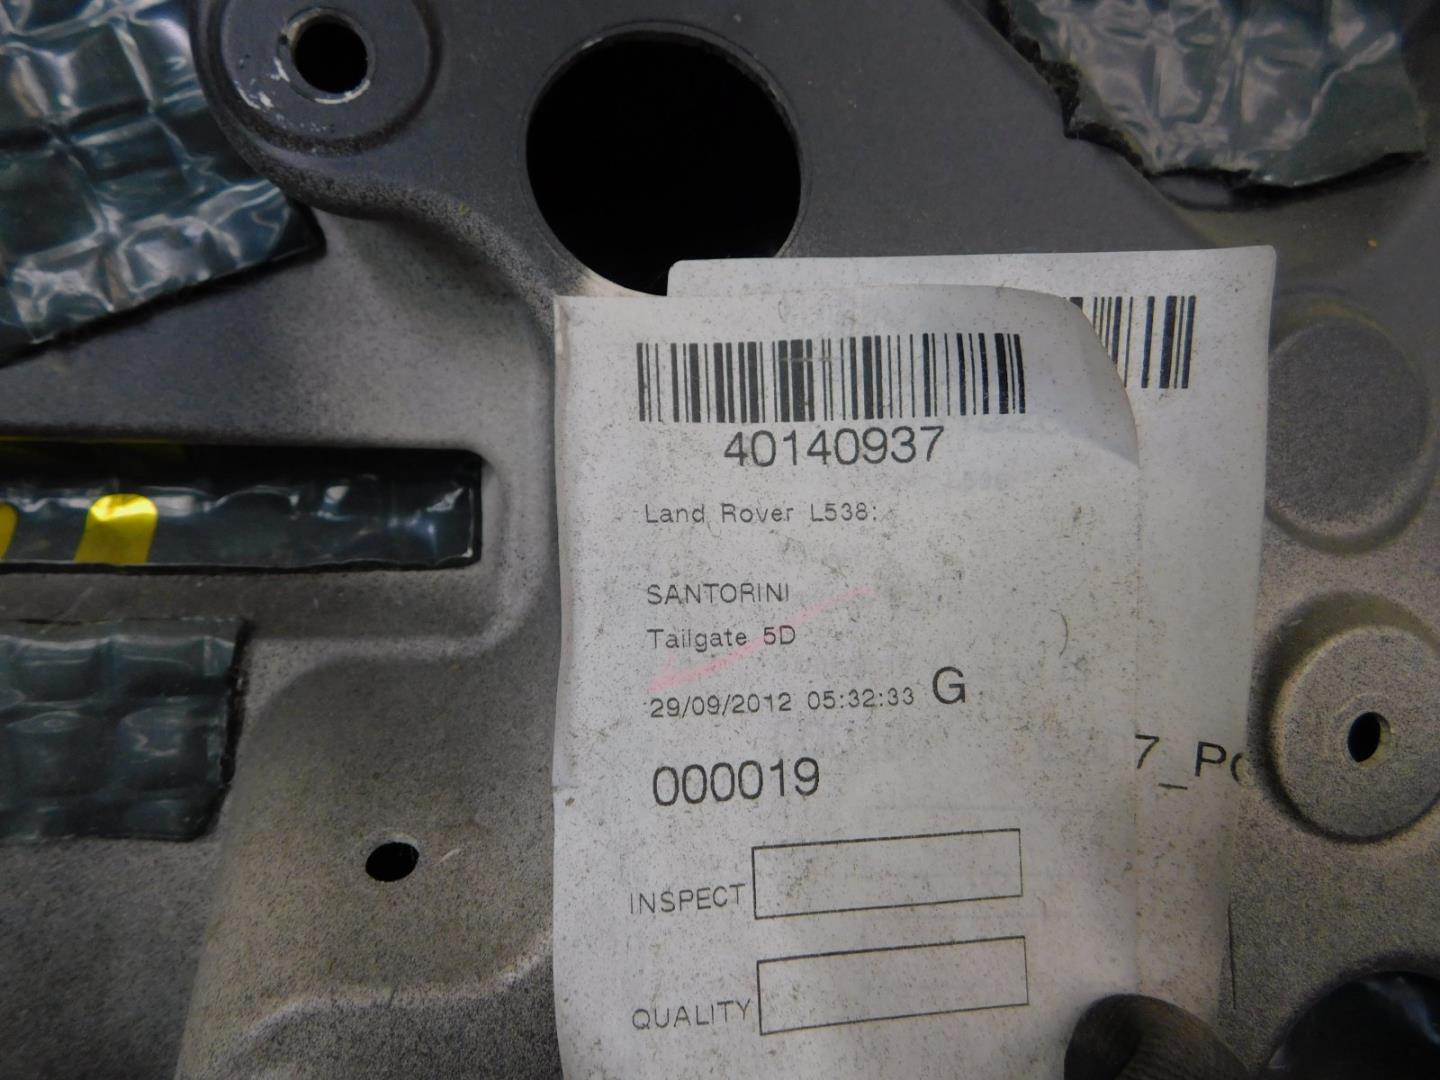 40140937
Land Rover L538:
SANTORINI
Tailgate 5D
29/09/2012 05:32:33 G
000019
7_P
INSPECT
QUALITY